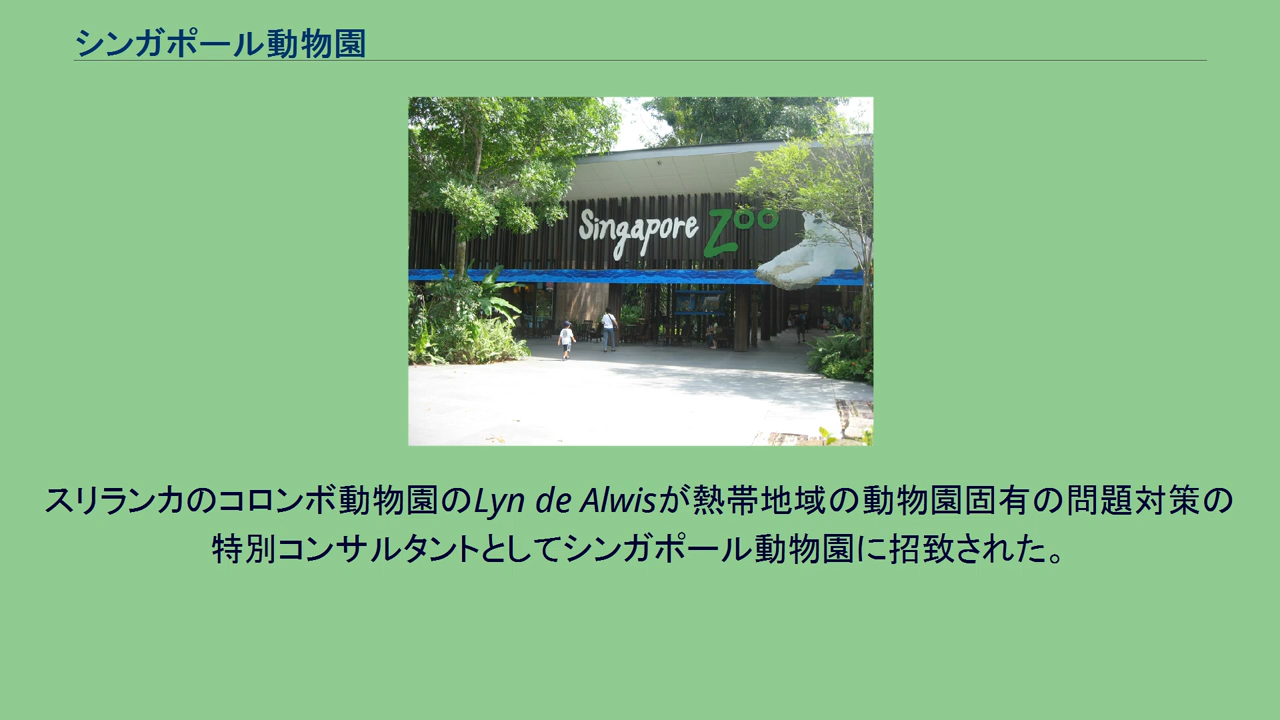 シンガポール動物園
Singapore Zoo
スリランカのコロンボ動物園のLyn de Alwisが熱帯地域の動物園固有の問題対策の
特別コンサルタントとしてシンガポール動物園に招致された。